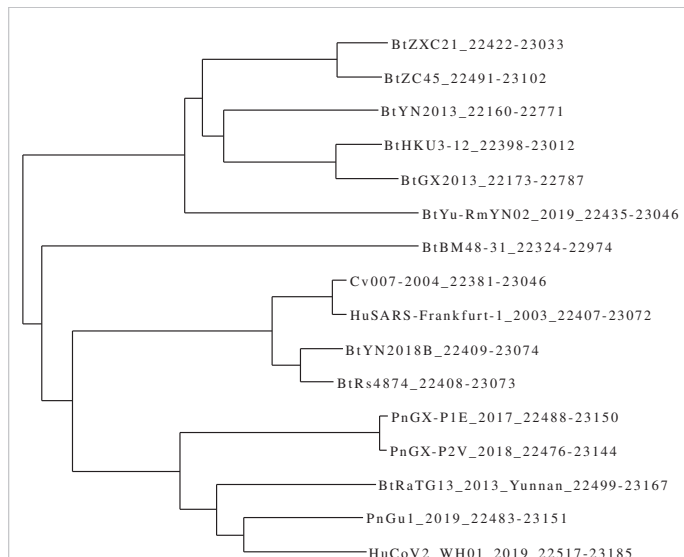 BtZXC21_22422-23033
BtZC45_22491-23102
BtYN2013_22160-22771
BtHKU3-12_22398-23012
BtGX2013_22173-22787
BtYu-RmYN02_2019_22435-23046
BtBM48-31_22324-22974
Cv007-2004_22381-23046
HuSARS-Frankfurt-1_2003_22407-23072
BtYN2018B_22409-23074
BtRs4874_22408-23073
PnGX-P1E_2017_22488-23150
PnGX-P2V_2018_22476-23144
BtRaTG13_2013_Yunnan_22499-23167
PnGu1_2019_22483-23151
HuCoV2_WH01_2019_22517-23185